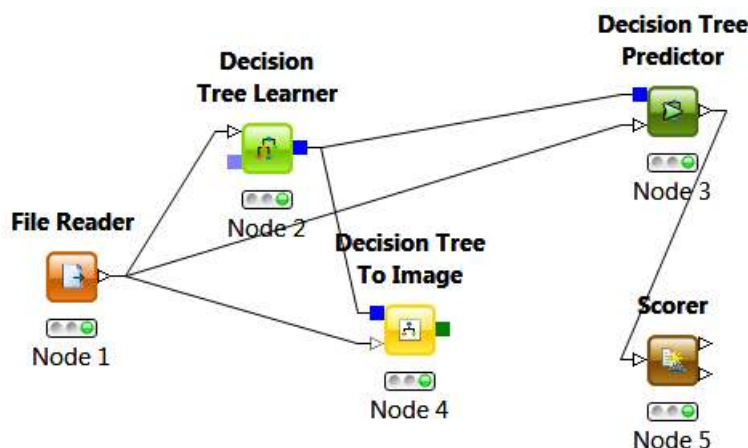 Decision Tree
Predictor
Node 3
Decision
Tree Learner
Node 2
File Reader
Node 1
Decision Tree
To Image
Node 4
Scorer
Node 5